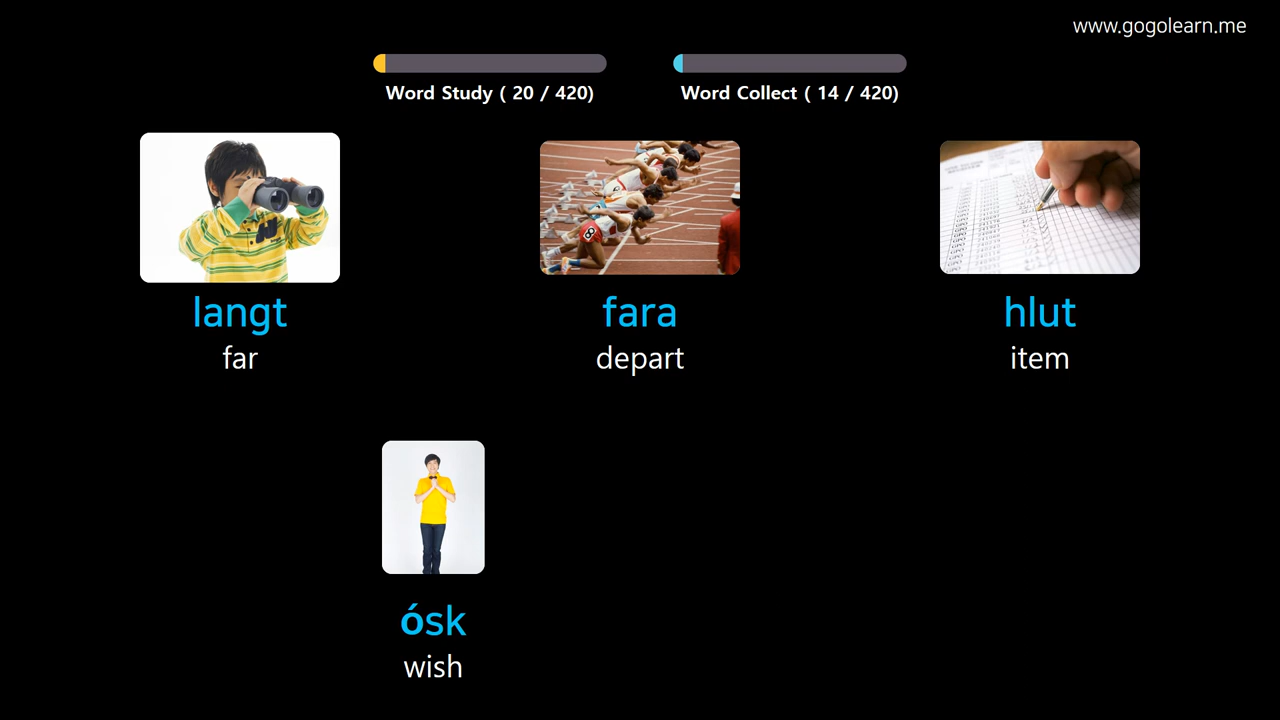 www.gogolearn.me
Word Study ( 20 / 420)
Word Collect ( 14 / 420)
langt
far
fara
depart
hlut
item
ósk
wish